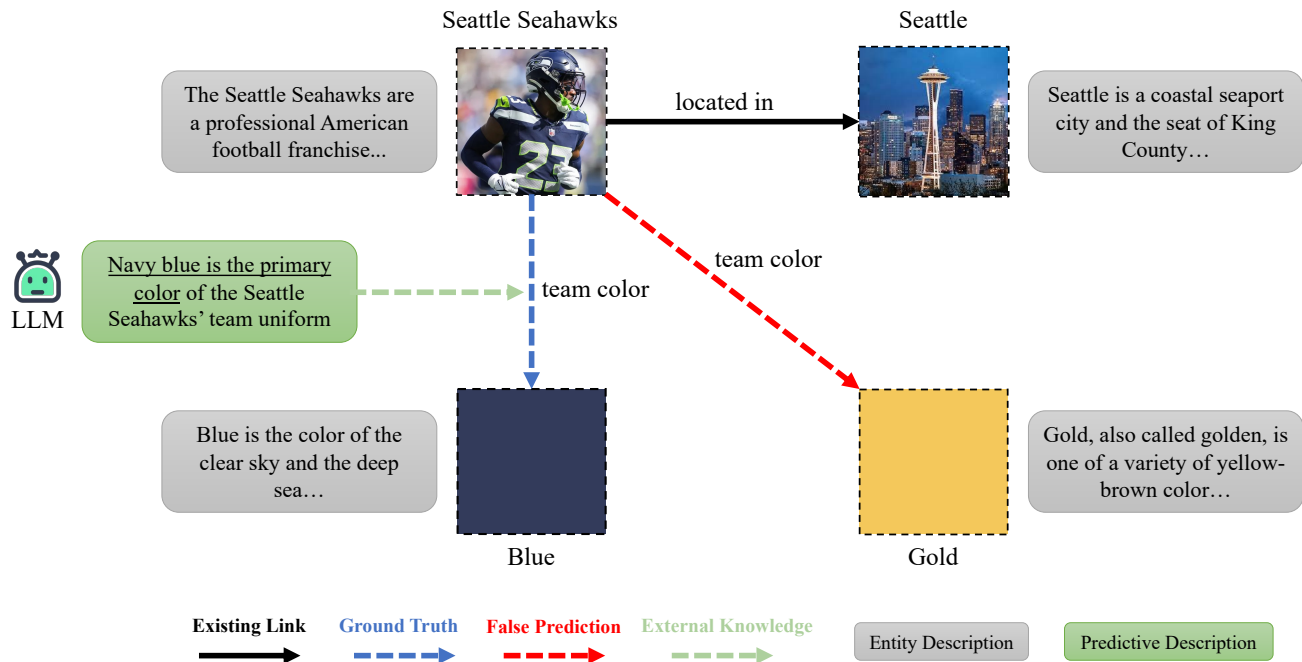 Seattle Seahawks
Seattle
The Seattle Seahawks are
a professional American
football franchise...
23
located in
Seattle is a coastal seaport
city and the seat of King
County…
LLM
Navy blue is the primary
color of the Seattle
Seahawks’ team uniform
team color
team color
Blue is the color of the
clear sky and the deep
sea…
Gold, also called golden, is
one of a variety of yellow-
brown color…
Blue
Gold
Existing Link
Ground Truth
False Prediction
External Knowledge
Entity Description
Predictive Description